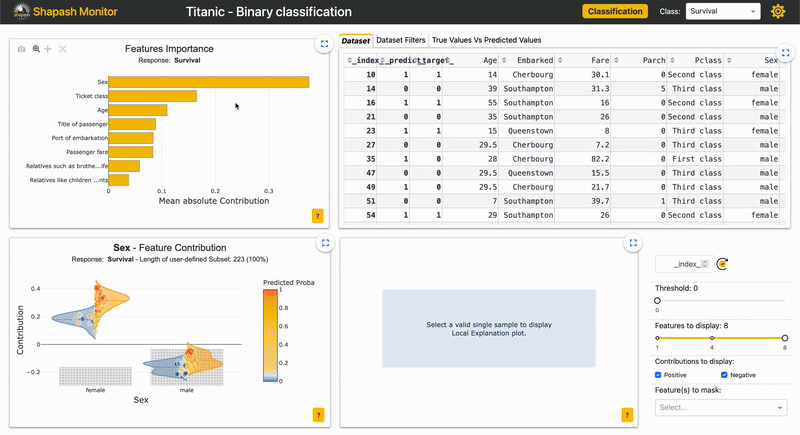 Shapash Monitor
Titanic - Binary classification
Classification
Class:
Survival
Features Importance
Response: Survival
Sex
Ticket class
Age
Title of passenger
Port of embarkation
Passenger fare
Relatives such as brothe...ife
Relatives like children ...nts
0 0.1 0.2 0.3
Mean absolute Contribution
?
Dataset
Dataset Filters
True Values Vs Predicted Values
_index_ Age Embarked Fare Parch Pclass Sex
10 1 1 14 Cherbourg 30.1 0 Second class female
14 0 0 39 Southampton 31.3 5 Third class male
16 1 1 55 Southampton 16 0 Second class female
21 0 0 35 Southampton 26 0 Second class male
23 1 1 15 Queenstown 8 0 Third class female
27 0 0 29.5 Cherbourg 7.2 0 Third class male
35 1 0 28 Cherbourg 82.2 0 First class male
47 0 0 29.5 Queenstown 15.5 0 Third class male
49 1 0 29.5 Cherbourg 21.7 0 Third class male
51 0 0 7 Southampton 39.7 1 Third class male
54 1 1 29 Southampton 26 0 Second class female
Sex - Feature Contribution
Response: Survival - Length of user-defined Subset: 223 (100%)
Predicted Proba
Contribution
0.4
0.2
0
−0.2
1
0.8
0.6
0.4
0.2
0
female male
Sex
?
Select a valid single sample to display
Local Explanation plot.
?
_index_
Threshold: 0
0
Features to display: 8
1 4 8
Contributions to display:
Positive Negative
Feature(s) to mask:
Select...